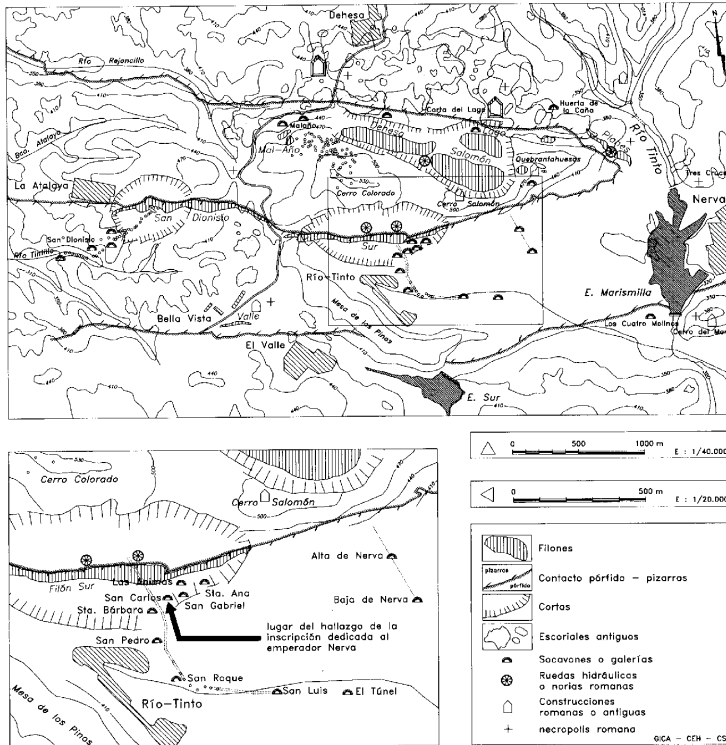 Dehesa
N
Río Rejoncillo
Corta del Lago
Huerta de
la Caña
Río Tinto
Bco. Atalaya
Malaño
Mal-Año
Dehesa
Salomón
Quebrantahuesos
La Atalaya
Cerro Colorado
Cerro Salomón
Tres Cruces
Nerva
San Dionisio
San Dionisio
Sur
Río Tintillo
Río-Tinto
E. Marismilla
Bella Vista
Valle
Mesa de los Pinos
Los Cuatro Molinos
El Valle
E. Sur
0 500 1000 m
E : 1/40.000
0 500 m
E : 1/20.000
Cerro Colorado
Cerro Salomón
Alta de Nerva
Filón Sur
Las Animas
Sta. Ana
San Carlos
San Gabriel
Baja de Nerva
Sta. Bárbara
lugar del hallazgo de la
inscripción dedicada al
emperador Nerva
San Pedro
San Roque
San Luis
El Túnel
Río-Tinto
Mesa de los Pinos
Filones
pizarros
pórfido
Contacto pórfido - pizarros
Cortas
Escoriales antiguos
Socavones o galerías
Ruedas hidráulicas
o norias romanas
Construcciones
romanas o antiguas
necropolis romana